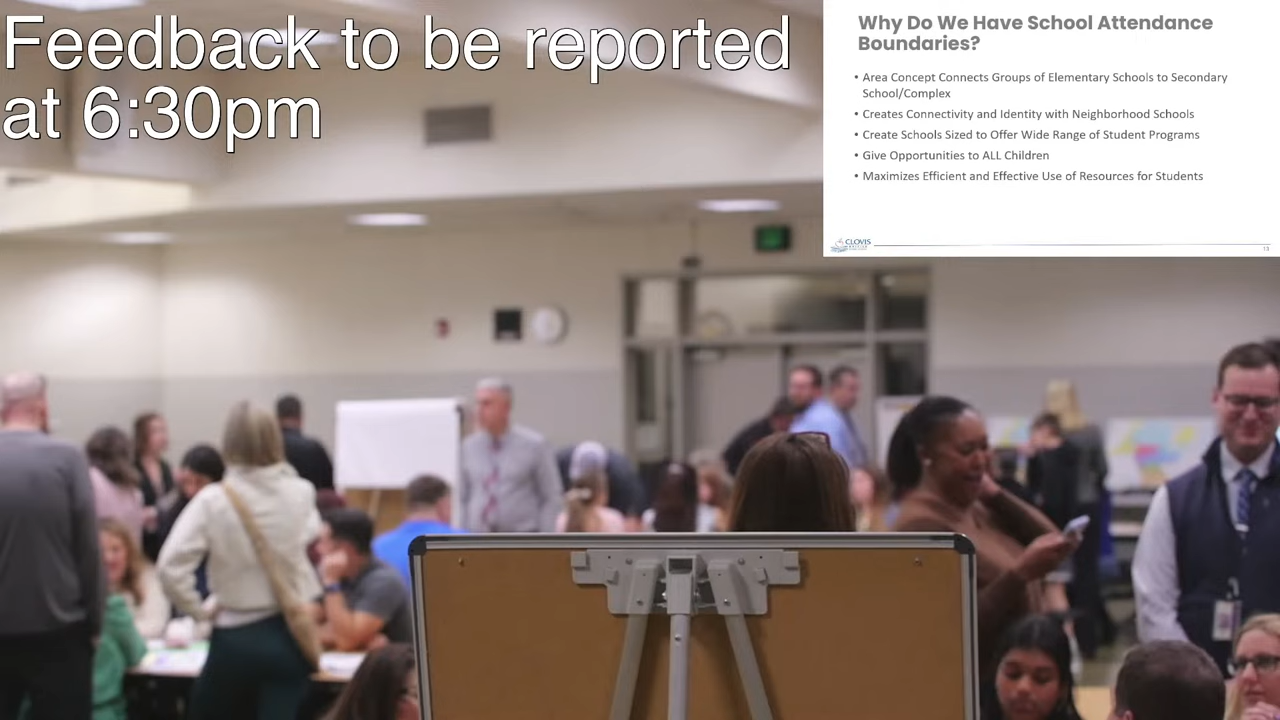 Feedback to be reported
at 6:30pm
Why Do We Have School Attendance
Boundaries?
• Area Concept Connects Groups of Elementary Schools to Secondary
School/Complex
• Creates Connectivity and Identity with Neighborhood Schools
• Create Schools Sized to Offer Wide Range of Student Programs
• Give Opportunities to ALL Children
• Maximizes Efficient and Effective Use of Resources for Students
CLOVIS